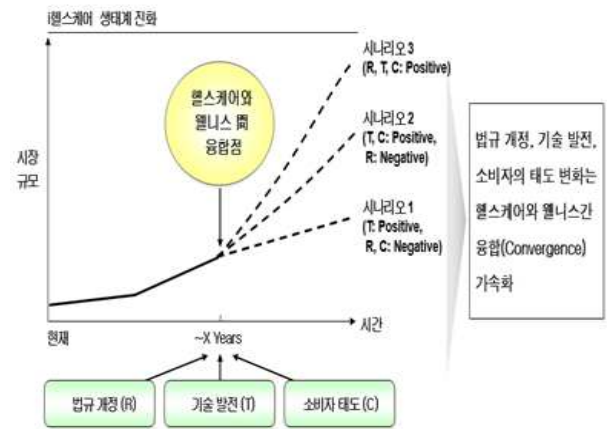 i헬스케어 생태계 진화
시장
규모
헬스케어와
웰니스 間
융합점
시나리오 3
(R, T, C: Positive)
시나리오 2
(T, C: Positive,
R: Negative)
시나리오 1
(T: Positive,
R, C: Negative)
현재
~X Years
시간
법규 개정 (R)
기술 발전 (T)
소비자 태도 (C)
법규 개정, 기술 발전,
소비자의 태도 변화는
헬스케어와 웰니스간
융합(Convergence)
가속화